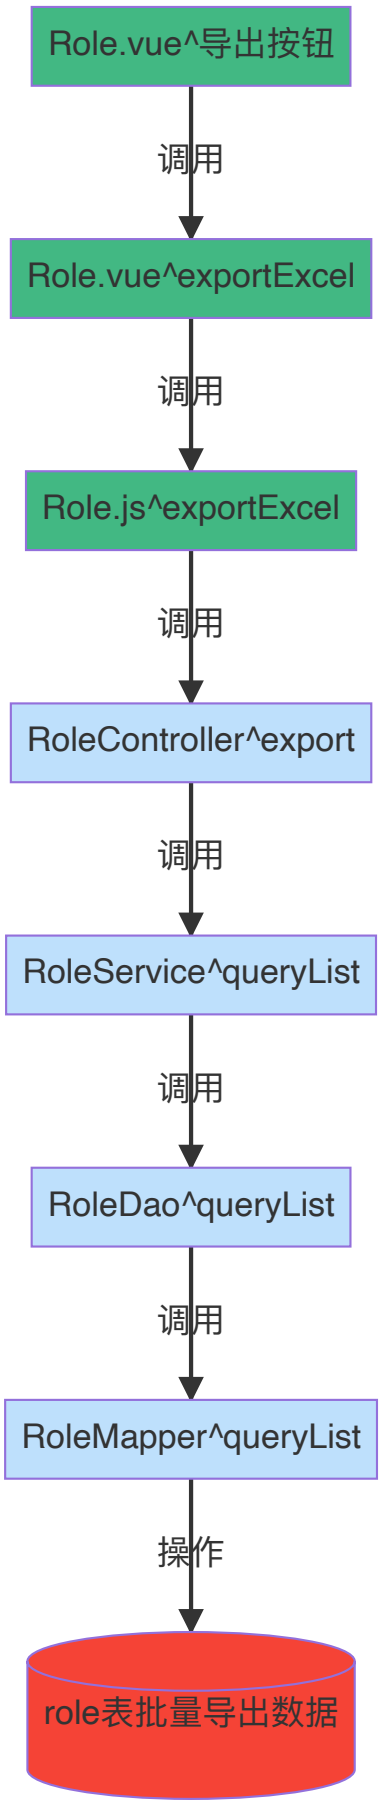 Role.vue^导出按钮
调用
Role.vue^exportExcel
调用
Role.js^exportExcel
调用
RoleController^export
调用
RoleService^queryList
调用
RoleDao^queryList
调用
RoleMapper^queryList
操作
role表批量导出数据